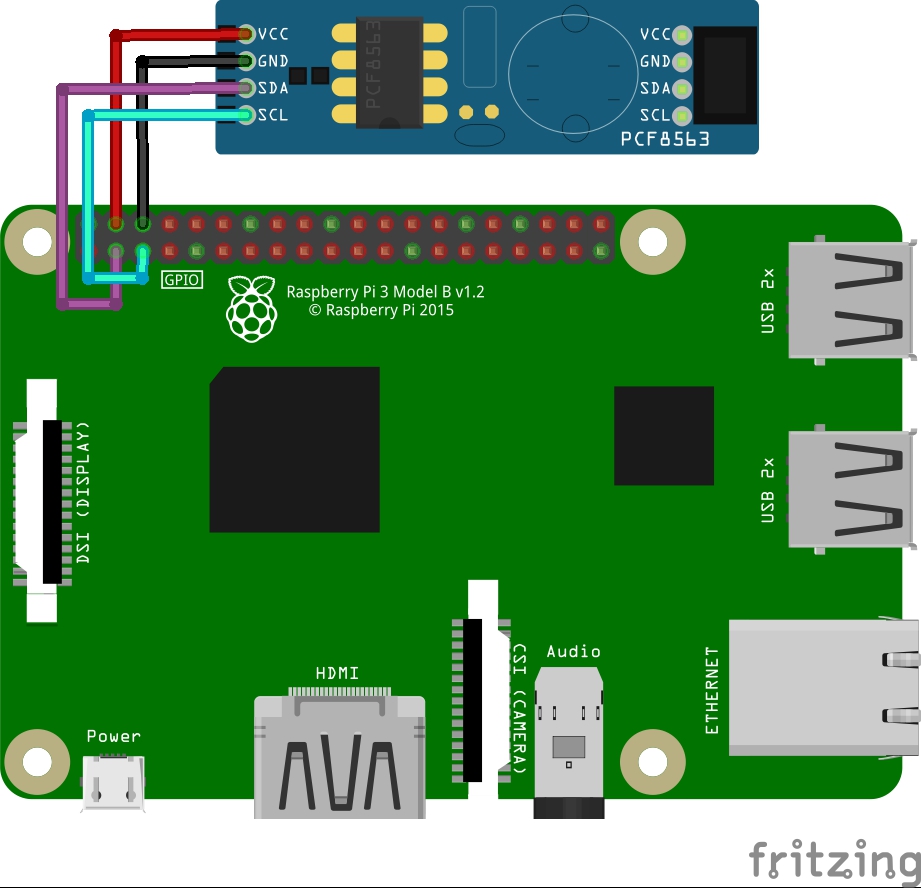 VCC
GND
SDA
SCL
PCF8563
VCC
GND
SDA
SCL
PCF8563
GPIO
Raspberry Pi 3 Model B v1.2
© Raspberry Pi 2015
USB 2x
USB 2x
DSI (DISPLAY)
CSI (CAMERA)
Audio
ETHERNET
HDMI
Power
fritzing